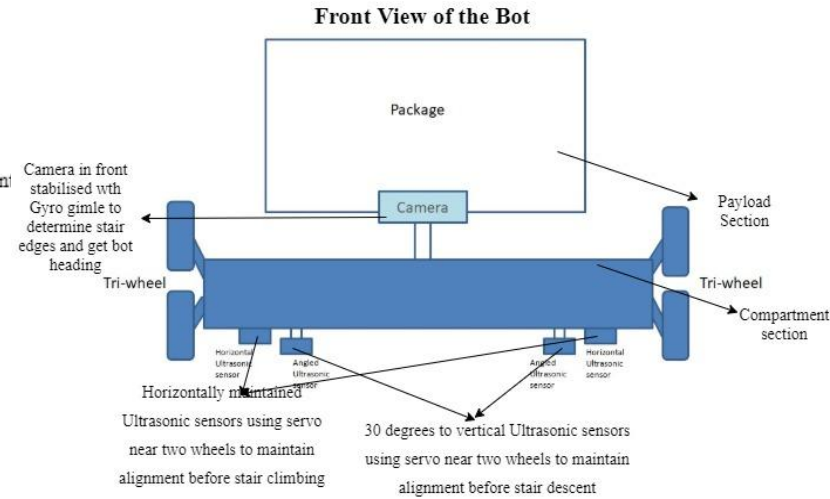 Front View of the Bot
Package
Camera in front
stabilised wth
Gyro gimle to
determine stair
edges and get bot
heading
Camera
Payload
Section
Tri-wheel
Tri-wheel
Compartment
section
Horizontal
Ultrasonic
sensor
Angled
Ultrasonic
sensor
Angled
Ultrasonic
sensor
Horizontal
Ultrasonic
sensor
Horizontally maintained
Ultrasonic sensors using servo
near two wheels to maintain
alignment before stair climbing
30 degrees to vertical Ultrasonic sensors
using servo near two wheels to maintain
alignment before stair descent